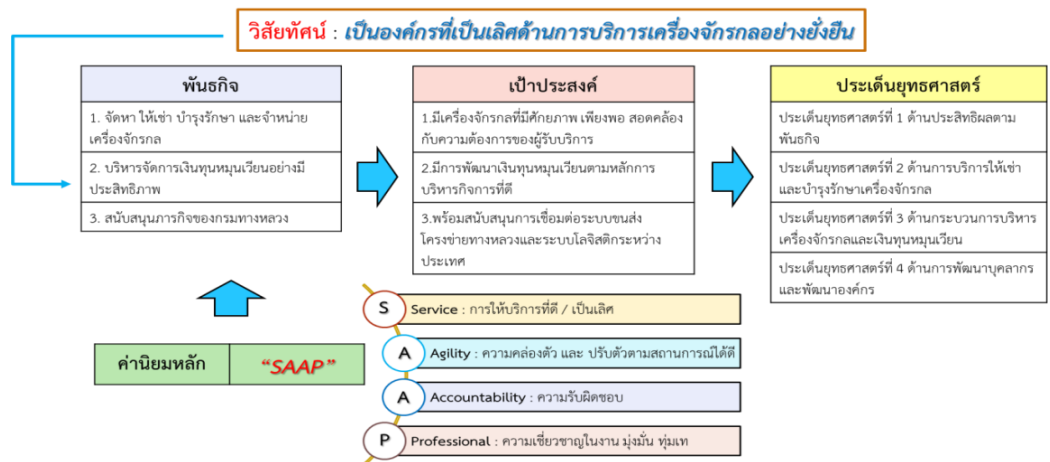 วิสัยทัศน์ : เป็นองค์กรที่เป็นเลิศด้านการบริการเครื่องจักรกลอย่างยั่งยืน
พันธกิจ
1. จัดหา ให้เช่า บำรุงรักษา และจำหน่าย
เครื่องจักรกล
2. บริหารจัดการเงินทุนหมุนเวียนอย่างมี
ประสิทธิภาพ
3. สนับสนุนภารกิจของกรมทางหลวง
เป้าประสงค์
1.มีเครื่องจักรกลที่มีศักยภาพ เพียงพอ สอดคล้อง
กับความต้องการของผู้รับบริการ
2.มีการพัฒนาเงินทุนหมุนเวียนตามหลักการ
บริหารกิจการที่ดี
3.พร้อมสนับสนุนการเชื่อมต่อระบบขนส่ง
โครงข่ายทางหลวงและระบบโลจิสติกระหว่าง
ประเทศ
ประเด็นยุทธศาสตร์
ประเด็นยุทธศาสตร์ที่ 1 ด้านประสิทธิผลตาม
พันธกิจ
ประเด็นยุทธศาสตร์ที่ 2 ด้านการบริการให้เช่า
และบำรุงรักษาเครื่องจักรกล
ประเด็นยุทธศาสตร์ที่ 3 ด้านกระบวนการบริหาร
เครื่องจักรกลและเงินทุนหมุนเวียน
ประเด็นยุทธศาสตร์ที่ 4 ด้านการพัฒนาบุคลากร
และพัฒนาองค์กร
ค่านิยมหลัก "SAAP"
S Service : การให้บริการที่ดี / เป็นเลิศ
A Agility : ความคล่องตัว และ ปรับตัวตามสถานการณ์ได้ดี
A Accountability : ความรับผิดชอบ
P Professional : ความเชี่ยวชาญในงาน มุ่งมั่น ทุ่มเท